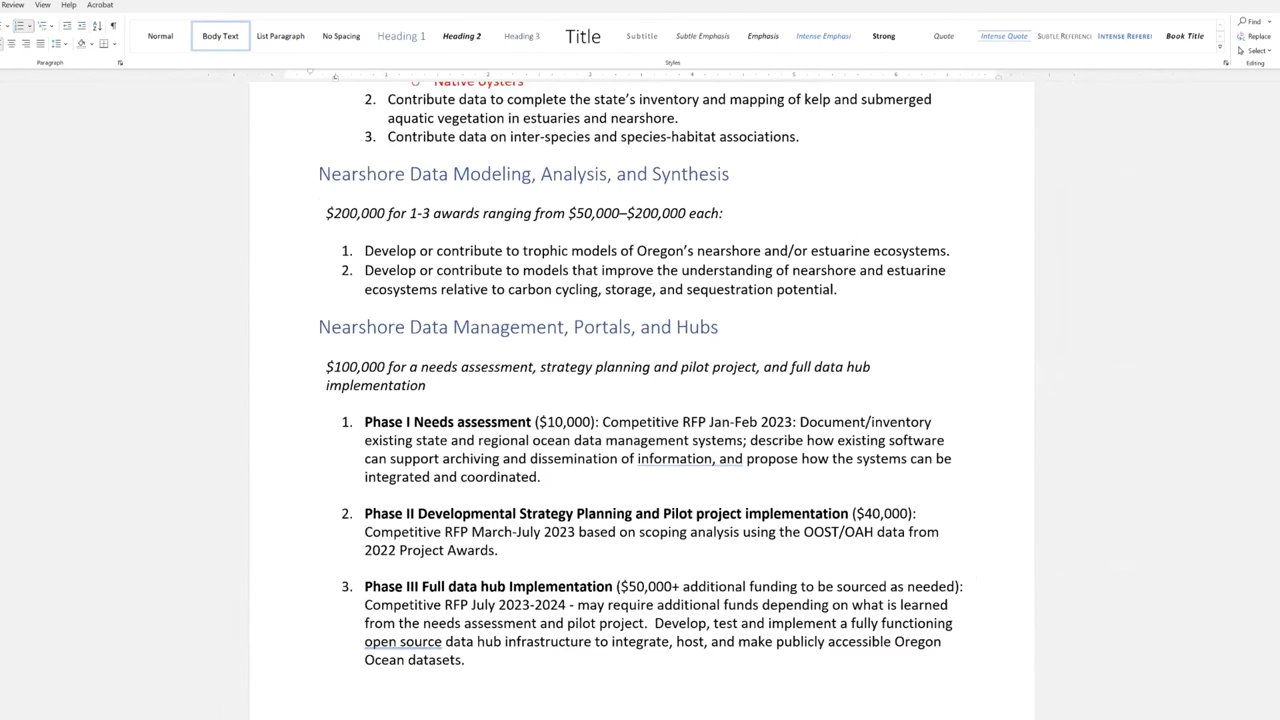 Review View Help Acrobat
Normal Body Text List Paragraph No Spacing Heading 1 Heading 2 Heading 3 Title Subtitle Subtle Emphasis Emphasis Intense Emphasi Strong Quote Intense Quote SUBTLE REFERENC INTENSE REFEREI Book Title
Find
Replace
Select
Paragraph Styles Editing
1 2 3 4 5 6
Native Oysters
2. Contribute data to complete the state’s inventory and mapping of kelp and submerged
aquatic vegetation in estuaries and nearshore.
3. Contribute data on inter-species and species-habitat associations.
Nearshore Data Modeling, Analysis, and Synthesis
$200,000 for 1-3 awards ranging from $50,000–$200,000 each:
1. Develop or contribute to trophic models of Oregon’s nearshore and/or estuarine ecosystems.
2. Develop or contribute to models that improve the understanding of nearshore and estuarine
ecosystems relative to carbon cycling, storage, and sequestration potential.
Nearshore Data Management, Portals, and Hubs
$100,000 for a needs assessment, strategy planning and pilot project, and full data hub
implementation
1. Phase I Needs assessment ($10,000): Competitive RFP Jan-Feb 2023: Document/inventory
existing state and regional ocean data management systems; describe how existing software
can support archiving and dissemination of information, and propose how the systems can be
integrated and coordinated.
2. Phase II Developmental Strategy Planning and Pilot project implementation ($40,000):
Competitive RFP March-July 2023 based on scoping analysis using the OOST/OAH data from
2022 Project Awards.
3. Phase III Full data hub Implementation ($50,000+ additional funding to be sourced as needed):
Competitive RFP July 2023-2024 - may require additional funds depending on what is learned
from the needs assessment and pilot project. Develop, test and implement a fully functioning
open source data hub infrastructure to integrate, host, and make publicly accessible Oregon
Ocean datasets.